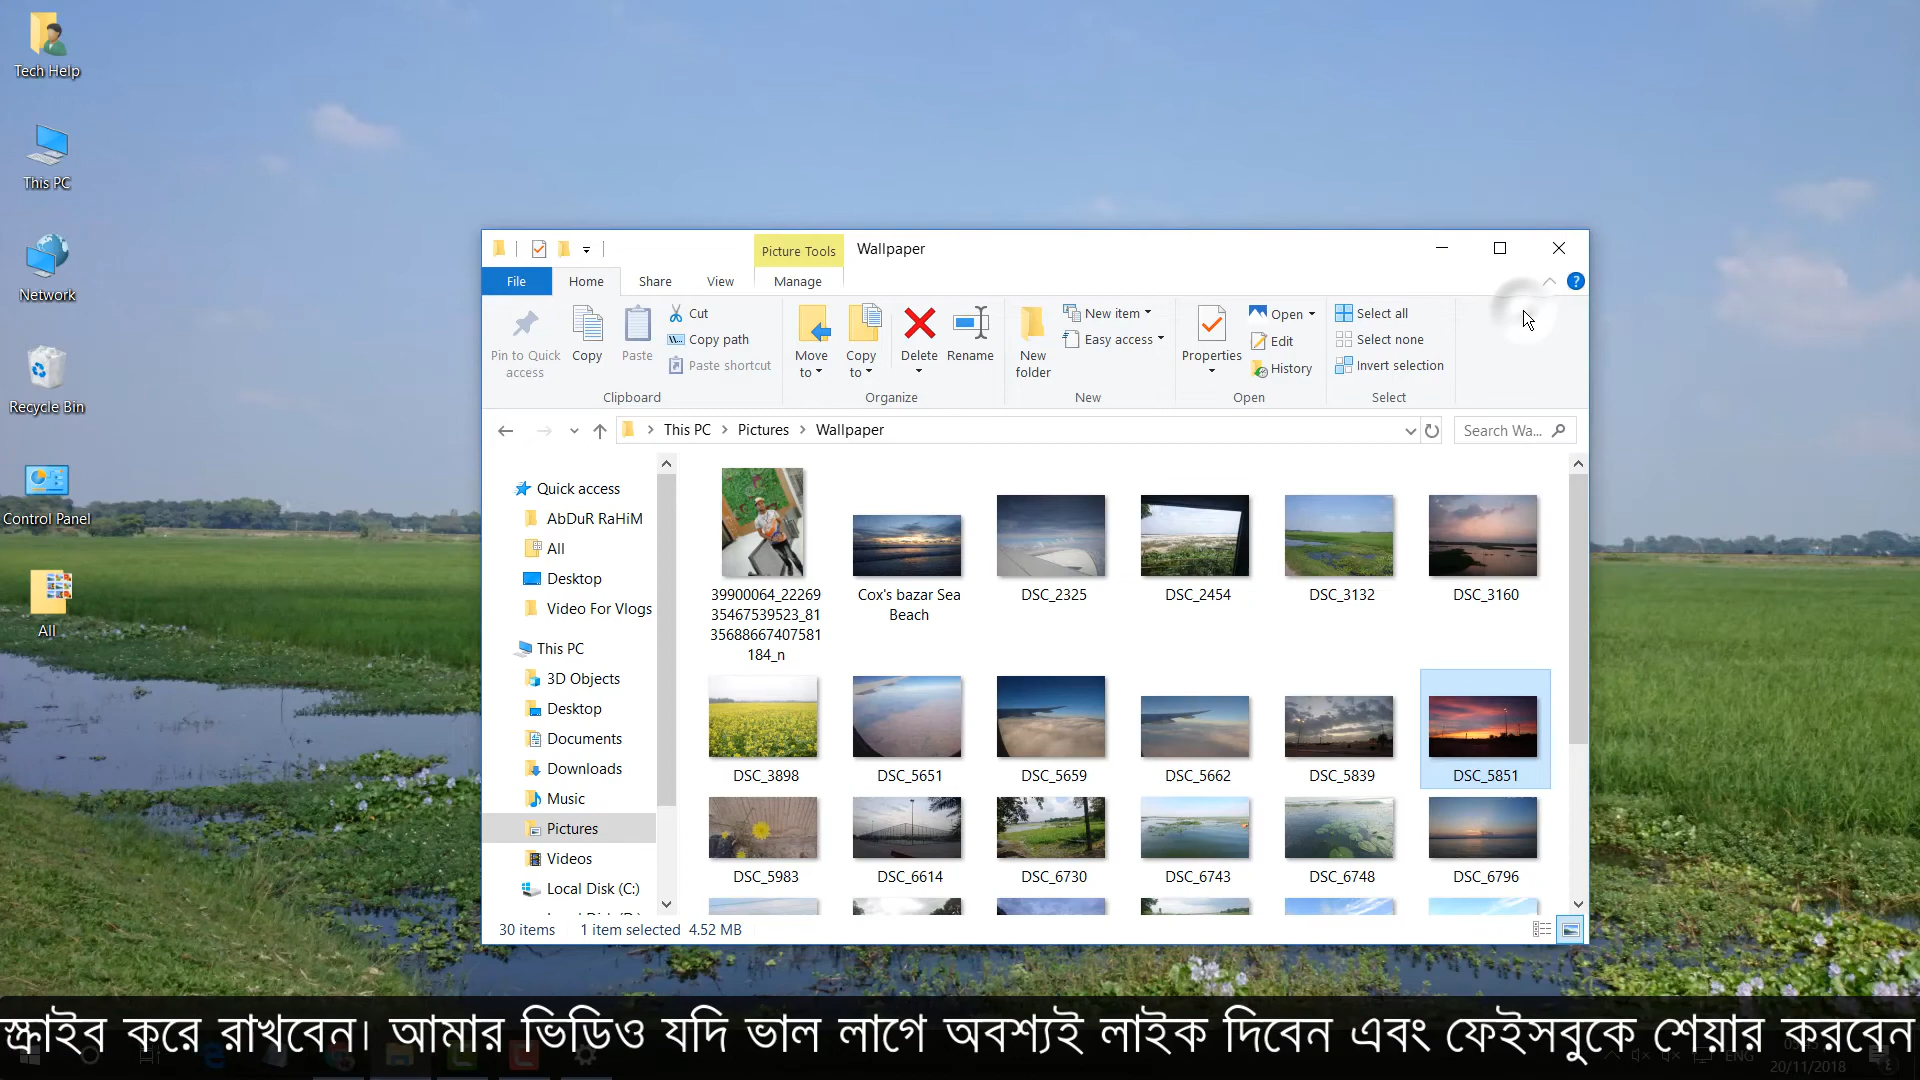 Tech Help
This PC
Network
Recycle Bin
Control Panel
All
Picture Tools
Wallpaper
File
Home
Share
View
Manage
Pin to Quick
access
Copy
Paste
Cut
Copy path
Paste shortcut
Clipboard
Move
to
Copy
to
Delete
Rename
Organize
New
folder
New item
Easy access
New
Properties
Open
Edit
History
Open
Select all
Select none
Invert selection
Select
This PC > Pictures > Wallpaper
Search Wa...
Quick access
AbDuR RaHiM
All
Desktop
Video For Vlogs
This PC
3D Objects
Desktop
Documents
Downloads
Music
Pictures
Videos
Local Disk (C:)
39900064_22269
35467539523_81
35688667407581
184_n
Cox's bazar Sea
Beach
DSC_2325
DSC_2454
DSC_3132
DSC_3160
DSC_3898
DSC_5651
DSC_5659
DSC_5662
DSC_5839
DSC_5851
DSC_5983
DSC_6614
DSC_6730
DSC_6743
DSC_6748
DSC_6796
30 items
1 item selected 4.52 MB
স্ক্রাইব করে রাখবেন। আমার ভিডিও যদি ভাল লাগে অবশ্যই লাইক দিবেন এবং ফেইসবুকে শেয়ার করবেন
ENG
20/11/2018